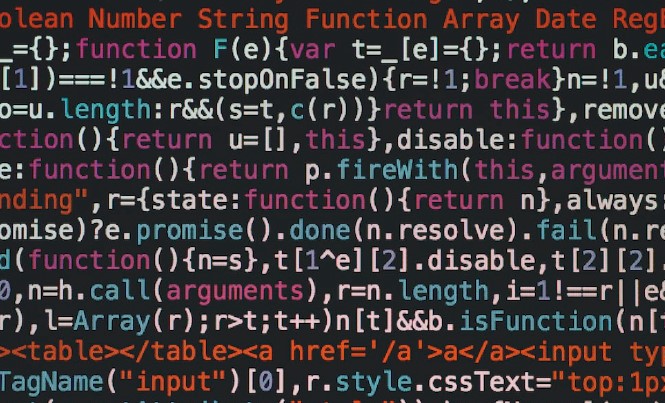 olean Number String Function Array Date Reg
_={};function F(e){var t=_[e]={};return b.ea
[1])===!1&&e.stopOnFalse){r=!1;break}n=!1,u
o=u.length:r&&(s=t,c(r))}return this},remove
ction(){return u=[],this},disable:function()
e:function(){return p.fireWith(this,argument
nding",r={state:function(){return n},always:
omise)?e.promise().done(n.resolve).fail(n.re
d(function(){n=s},t[1^e][2].disable,t[2][2].
0,n=h.call(arguments),r=n.length,i=1!==r||e&
r),l=Array(r);r>t;t++)n[t]&&b.isFunction(n[t
><table></table><a href='/a'>a</a><input typ
TagName("input")[0],r.style.cssText="top:1px